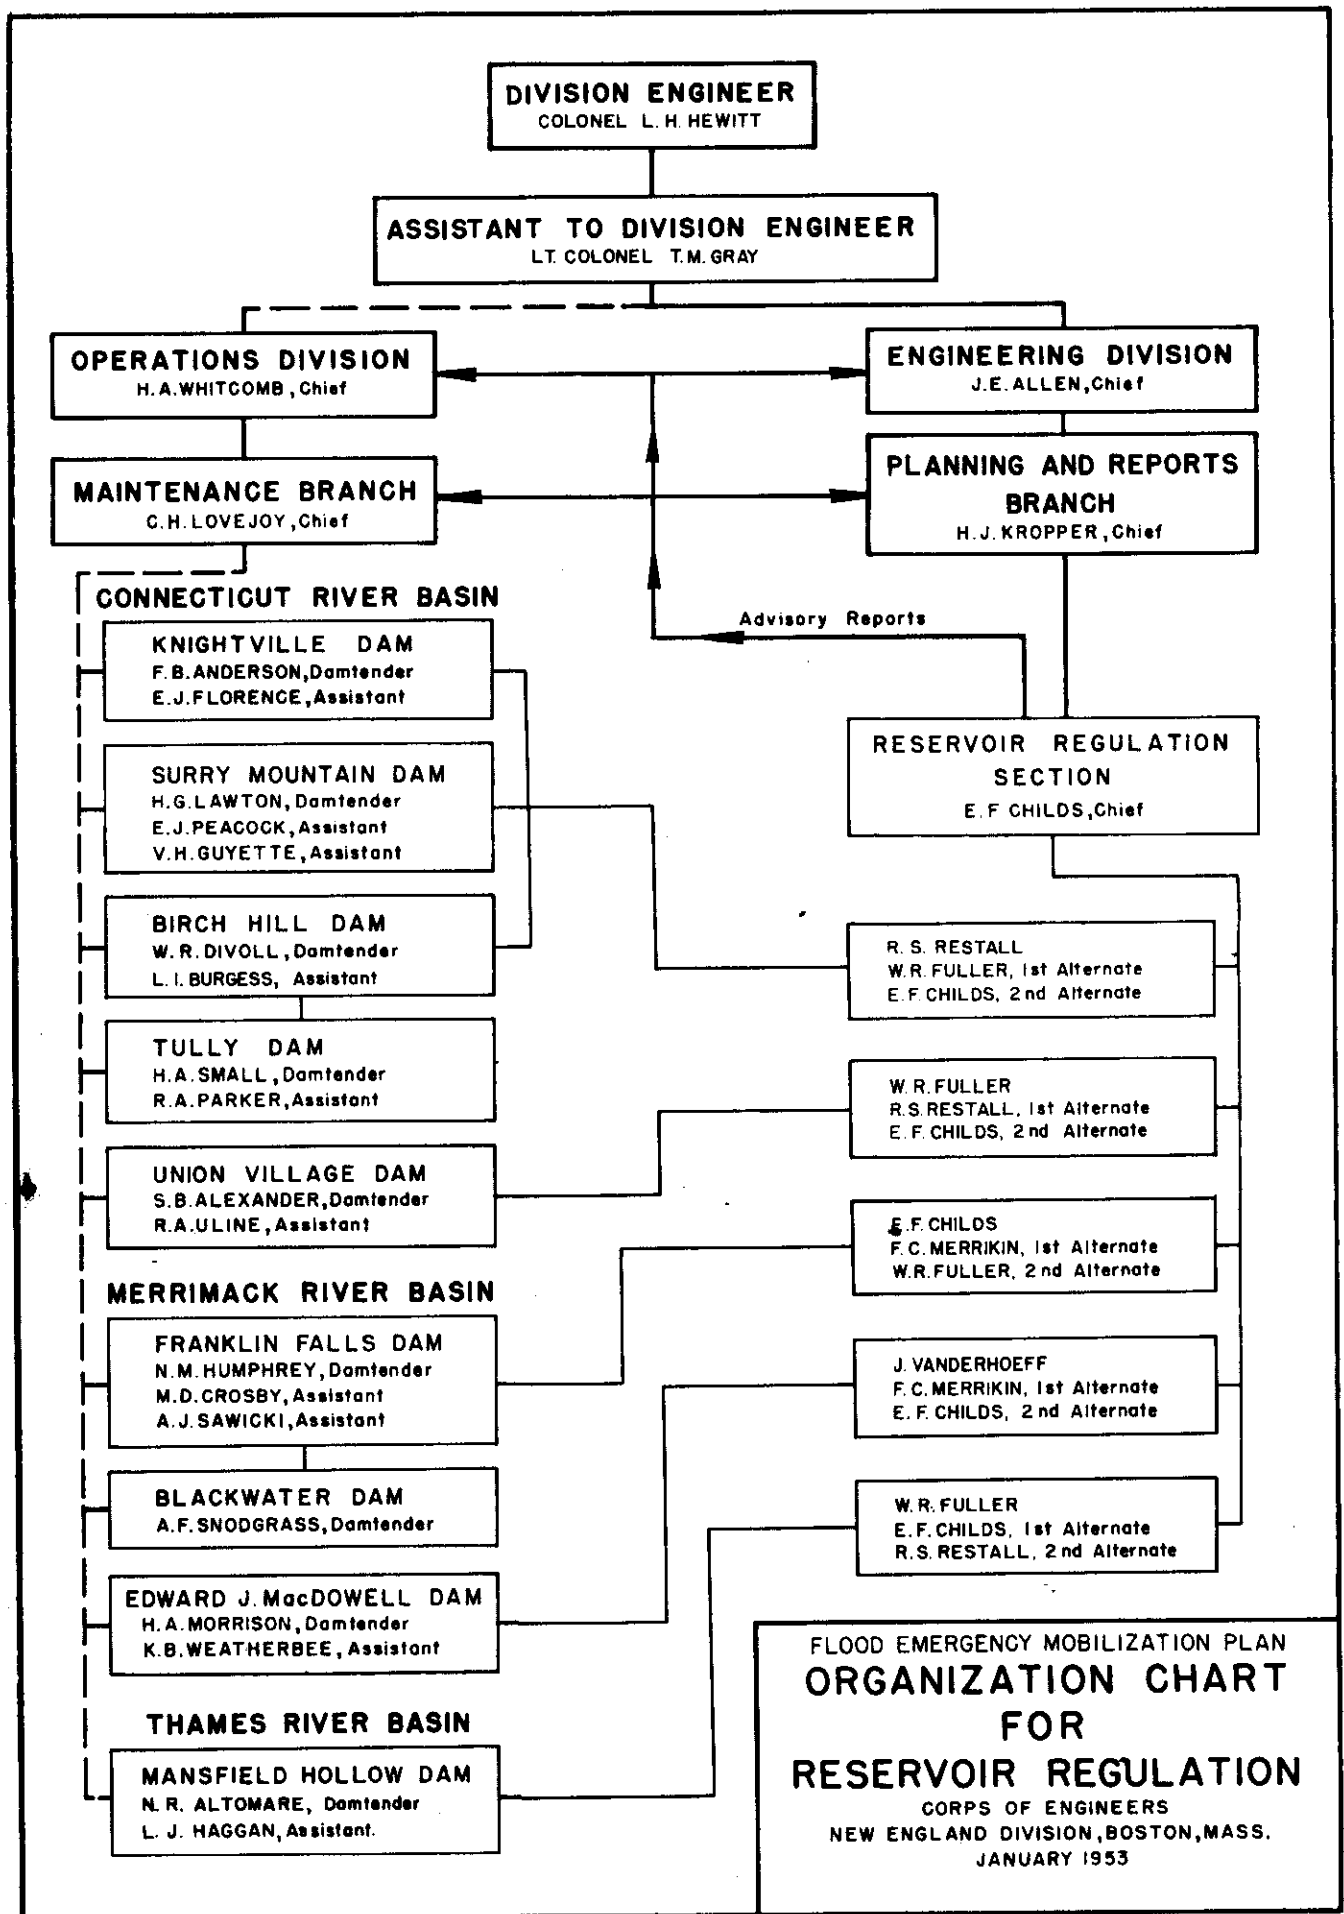 DIVISION ENGINEER
COLONEL L. H. HEWITT
ASSISTANT TO DIVISION ENGINEER
LT. COLONEL T. M. GRAY
OPERATIONS DIVISION
H. A. WHITCOMB, Chief
ENGINEERING DIVISION
J. E. ALLEN, Chief
MAINTENANCE BRANCH
C. H. LOVEJOY, Chief
PLANNING AND REPORTS
BRANCH
H. J. KROPPER, Chief
CONNECTICUT RIVER BASIN
Advisory Reports
KNIGHTVILLE DAM
F. B. ANDERSON, Damtender
E. J. FLORENCE, Assistant
RESERVOIR REGULATION
SECTION
E. F CHILDS, Chief
SURRY MOUNTAIN DAM
H. G. LAWTON, Damtender
E. J. PEACOCK, Assistant
V. H. GUYETTE, Assistant
BIRCH HILL DAM
W. R. DIVOLL, Damtender
L. I. BURGESS, Assistant
R. S. RESTALL
W. R. FULLER, 1st Alternate
E. F. CHILDS, 2nd Alternate
TULLY DAM
H. A. SMALL, Damtender
R. A. PARKER, Assistant
W. R. FULLER
R. S. RESTALL, 1st Alternate
E. F. CHILDS, 2nd Alternate
UNION VILLAGE DAM
S. B. ALEXANDER, Damtender
R. A. ULINE, Assistant
E. F. CHILDS
F. C. MERRIKIN, 1st Alternate
W. R. FULLER, 2nd Alternate
MERRIMACK RIVER BASIN
FRANKLIN FALLS DAM
N. M. HUMPHREY, Damtender
M. D. CROSBY, Assistant
A. J. SAWICKI, Assistant
J. VANDERHOEFF
F. C. MERRIKIN, 1st Alternate
E. F. CHILDS, 2nd Alternate
BLACKWATER DAM
A. F. SNODGRASS, Damtender
W. R. FULLER
E. F. CHILDS, 1st Alternate
R. S. RESTALL, 2nd Alternate
EDWARD J. MacDOWELL DAM
H. A. MORRISON, Damtender
K. B. WEATHERBEE, Assistant
THAMES RIVER BASIN
MANSFIELD HOLLOW DAM
N. R. ALTOMARE, Damtender
L. J. HAGGAN, Assistant.
FLOOD EMERGENCY MOBILIZATION PLAN
ORGANIZATION CHART
FOR
RESERVOIR REGULATION
CORPS OF ENGINEERS
NEW ENGLAND DIVISION, BOSTON, MASS.
JANUARY 1953